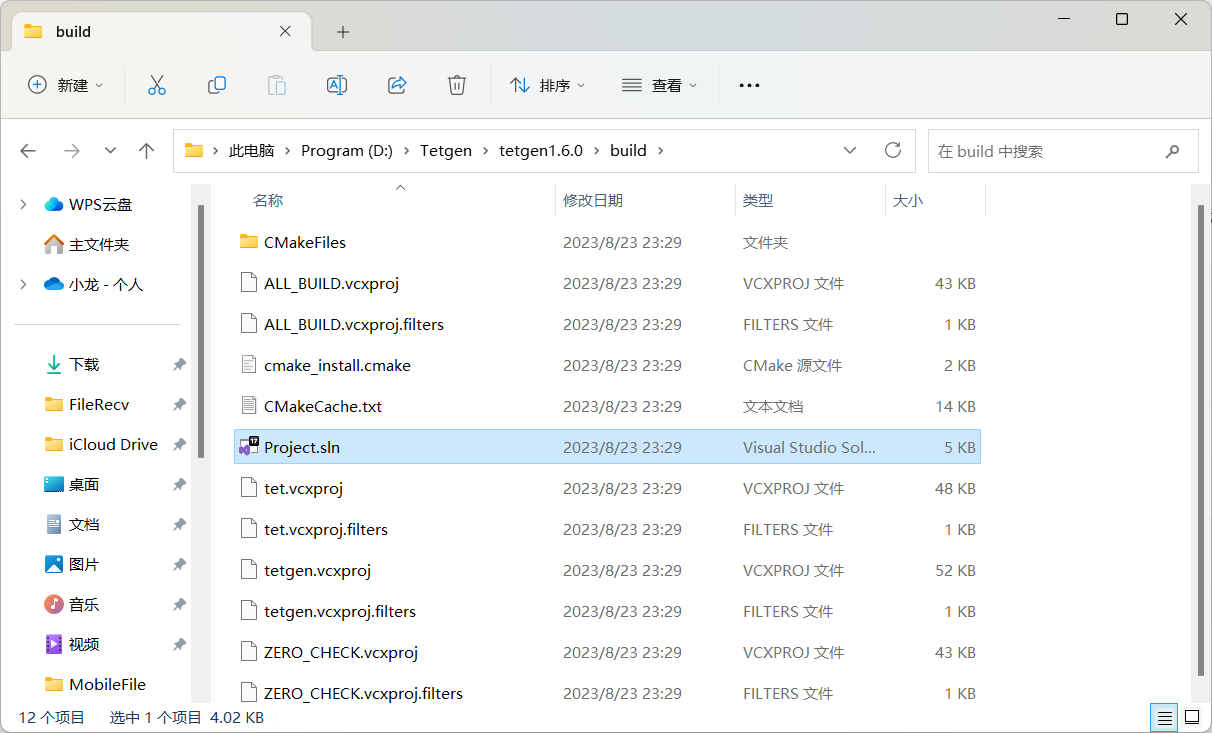 build
新建
排序
查看
此电脑 > Program (D:) > Tetgen > tetgen1.6.0 > build >
在 build 中搜索
WPS云盘
主文件夹
小龙 - 个人
下载
FileRecv
iCloud Drive
桌面
文档
图片
音乐
视频
MobileFile
名称 修改日期 类型 大小
CMakeFiles 2023/8/23 23:29 文件夹
ALL_BUILD.vcxproj 2023/8/23 23:29 VCXPROJ 文件 43 KB
ALL_BUILD.vcxproj.filters 2023/8/23 23:29 FILTERS 文件 1 KB
cmake_install.cmake 2023/8/23 23:29 CMake 源文件 2 KB
CMakeCache.txt 2023/8/23 23:29 文本文档 14 KB
Project.sln 2023/8/23 23:29 Visual Studio Sol... 5 KB
tet.vcxproj 2023/8/23 23:29 VCXPROJ 文件 48 KB
tet.vcxproj.filters 2023/8/23 23:29 FILTERS 文件 1 KB
tetgen.vcxproj 2023/8/23 23:29 VCXPROJ 文件 52 KB
tetgen.vcxproj.filters 2023/8/23 23:29 FILTERS 文件 1 KB
ZERO_CHECK.vcxproj 2023/8/23 23:29 VCXPROJ 文件 43 KB
ZERO_CHECK.vcxproj.filters 2023/8/23 23:29 FILTERS 文件 1 KB
12 个项目 选中 1 个项目 4.02 KB